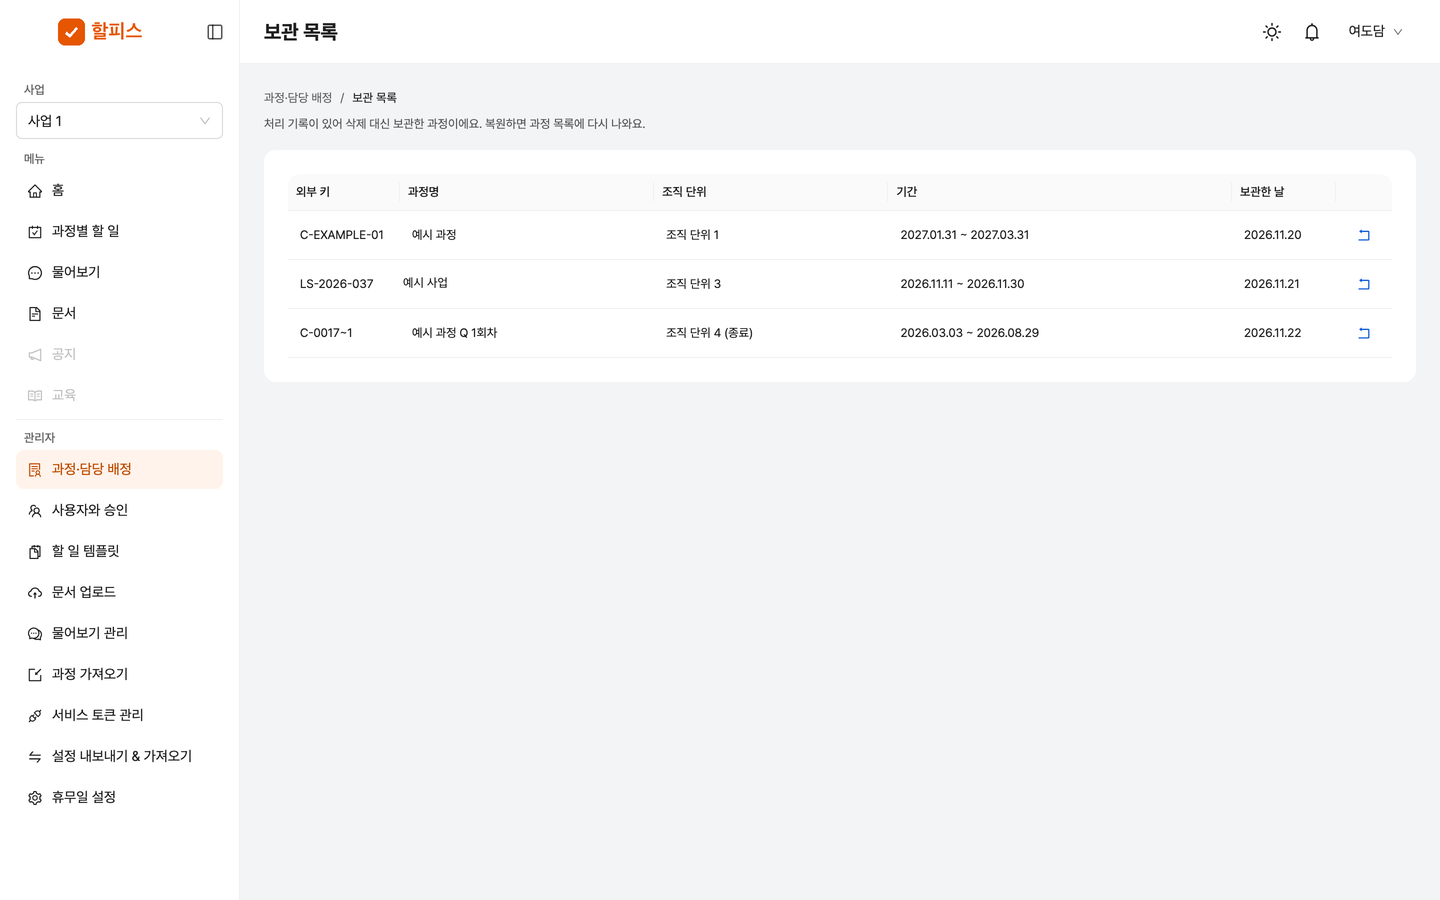 할피스
보관 목록
여도담
사업
사업 1
메뉴
홈
과정별 할 일
물어보기
문서
공지
교육
관리자
과정·담당 배정
사용자와 승인
할 일 템플릿
문서 업로드
물어보기 관리
과정 가져오기
서비스 토큰 관리
설정 내보내기 & 가져오기
휴무일 설정
과정·담당 배정 / 보관 목록
처리 기록이 있어 삭제 대신 보관한 과정이에요. 복원하면 과정 목록에 다시 나와요.
외부 키 과정명 조직 단위 기간 보관한 날
C-EXAMPLE-01 예시 과정 조직 단위 1 2027.01.31 ~ 2027.03.31 2026.11.20
LS-2026-037 예시 사업 조직 단위 3 2026.11.11 ~ 2026.11.30 2026.11.21
C-0017~1 예시 과정 Q 1회차 조직 단위 4 (종료) 2026.03.03 ~ 2026.08.29 2026.11.22